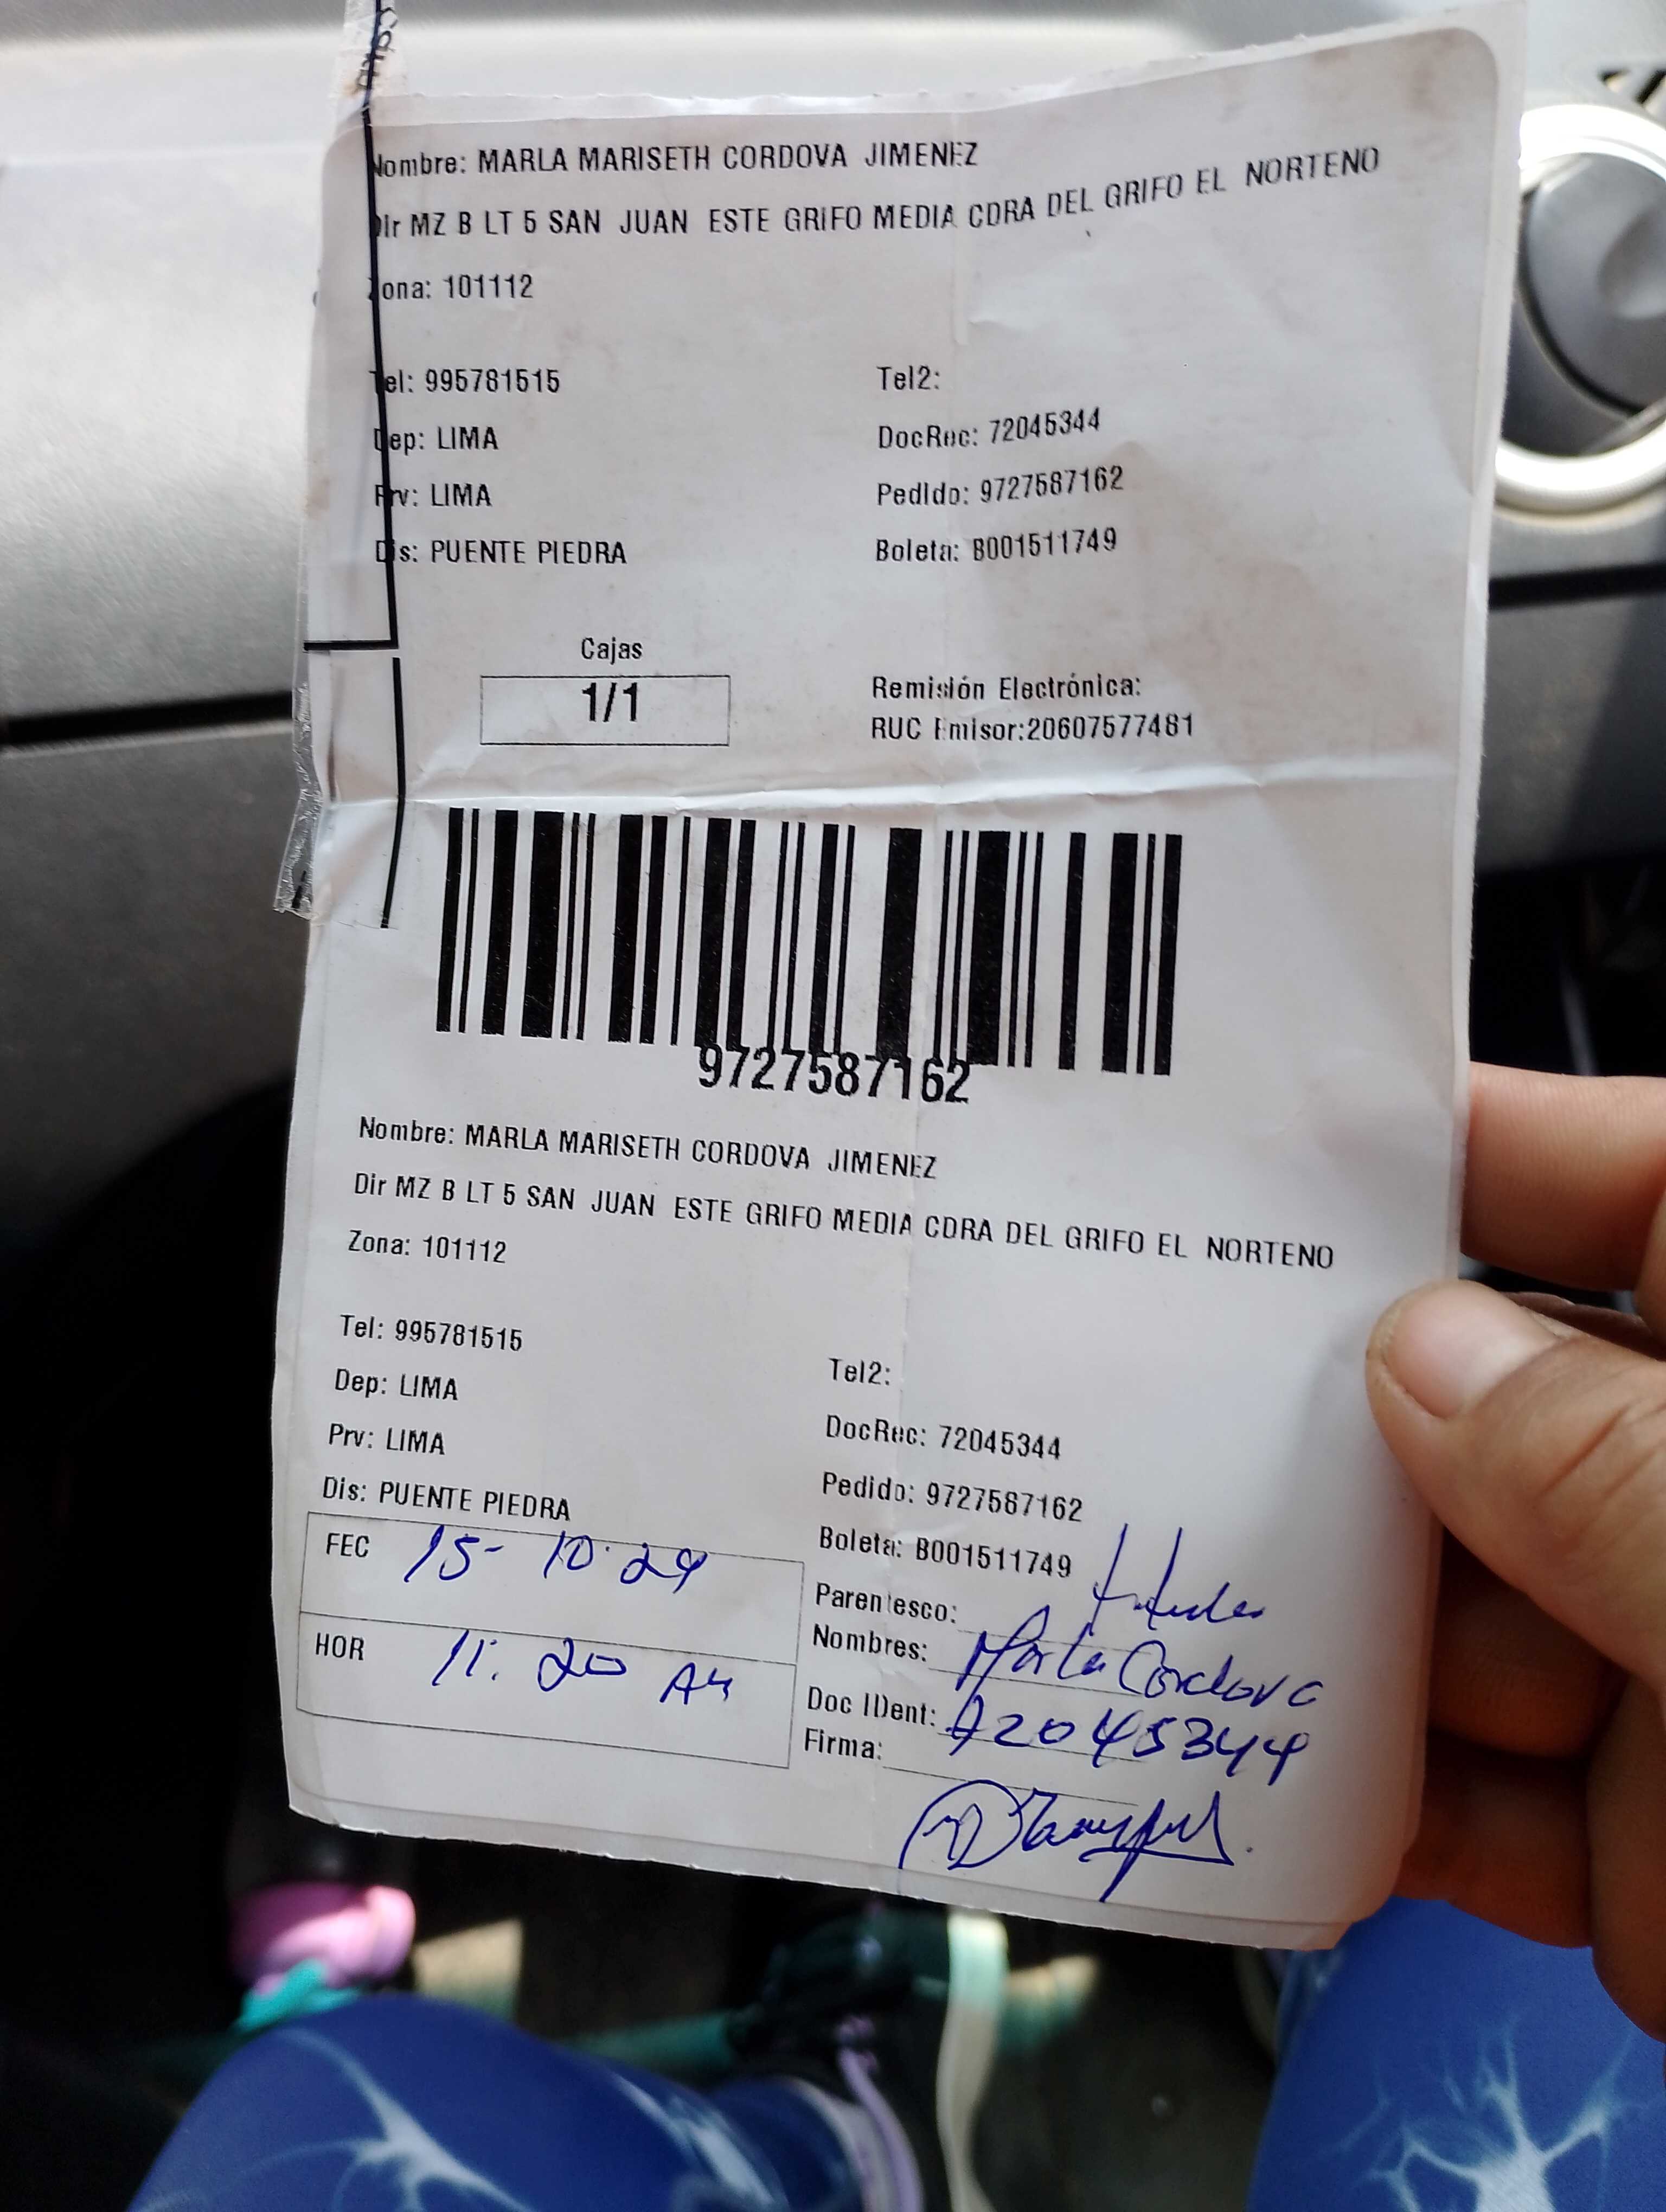 Nombre: MARLA MARISETH CORDOVA JIMENEZ
Dir MZ B LT 5 SAN JUAN ESTE GRIFO MEDIA CDRA DEL GRIFO EL NORTENO
Zona: 101112
Tel: 995781515 Tel2:
Dep: LIMA DocRec: 72045344
Prv: LIMA Pedido: 9727587162
Dis: PUENTE PIEDRA Boleta: B001511749
Cajas
1/1
Remisión Electrónica:
RUC Emisor:20607577481
9727587162
Nombre: MARLA MARISETH CORDOVA JIMENEZ
Dir MZ B LT 5 SAN JUAN ESTE GRIFO MEDIA CDRA DEL GRIFO EL NORTENO
Zona: 101112
Tel: 995781515 Tel2:
Dep: LIMA DocRec: 72045344
Prv: LIMA Pedido: 9727587162
Dis: PUENTE PIEDRA Boleta: B001511749
FEC 15-10.24
HOR 11:20 AM
Parentesco: Titular
Nombres: Marla Cordova
Doc IDent: 72045344
Firma: